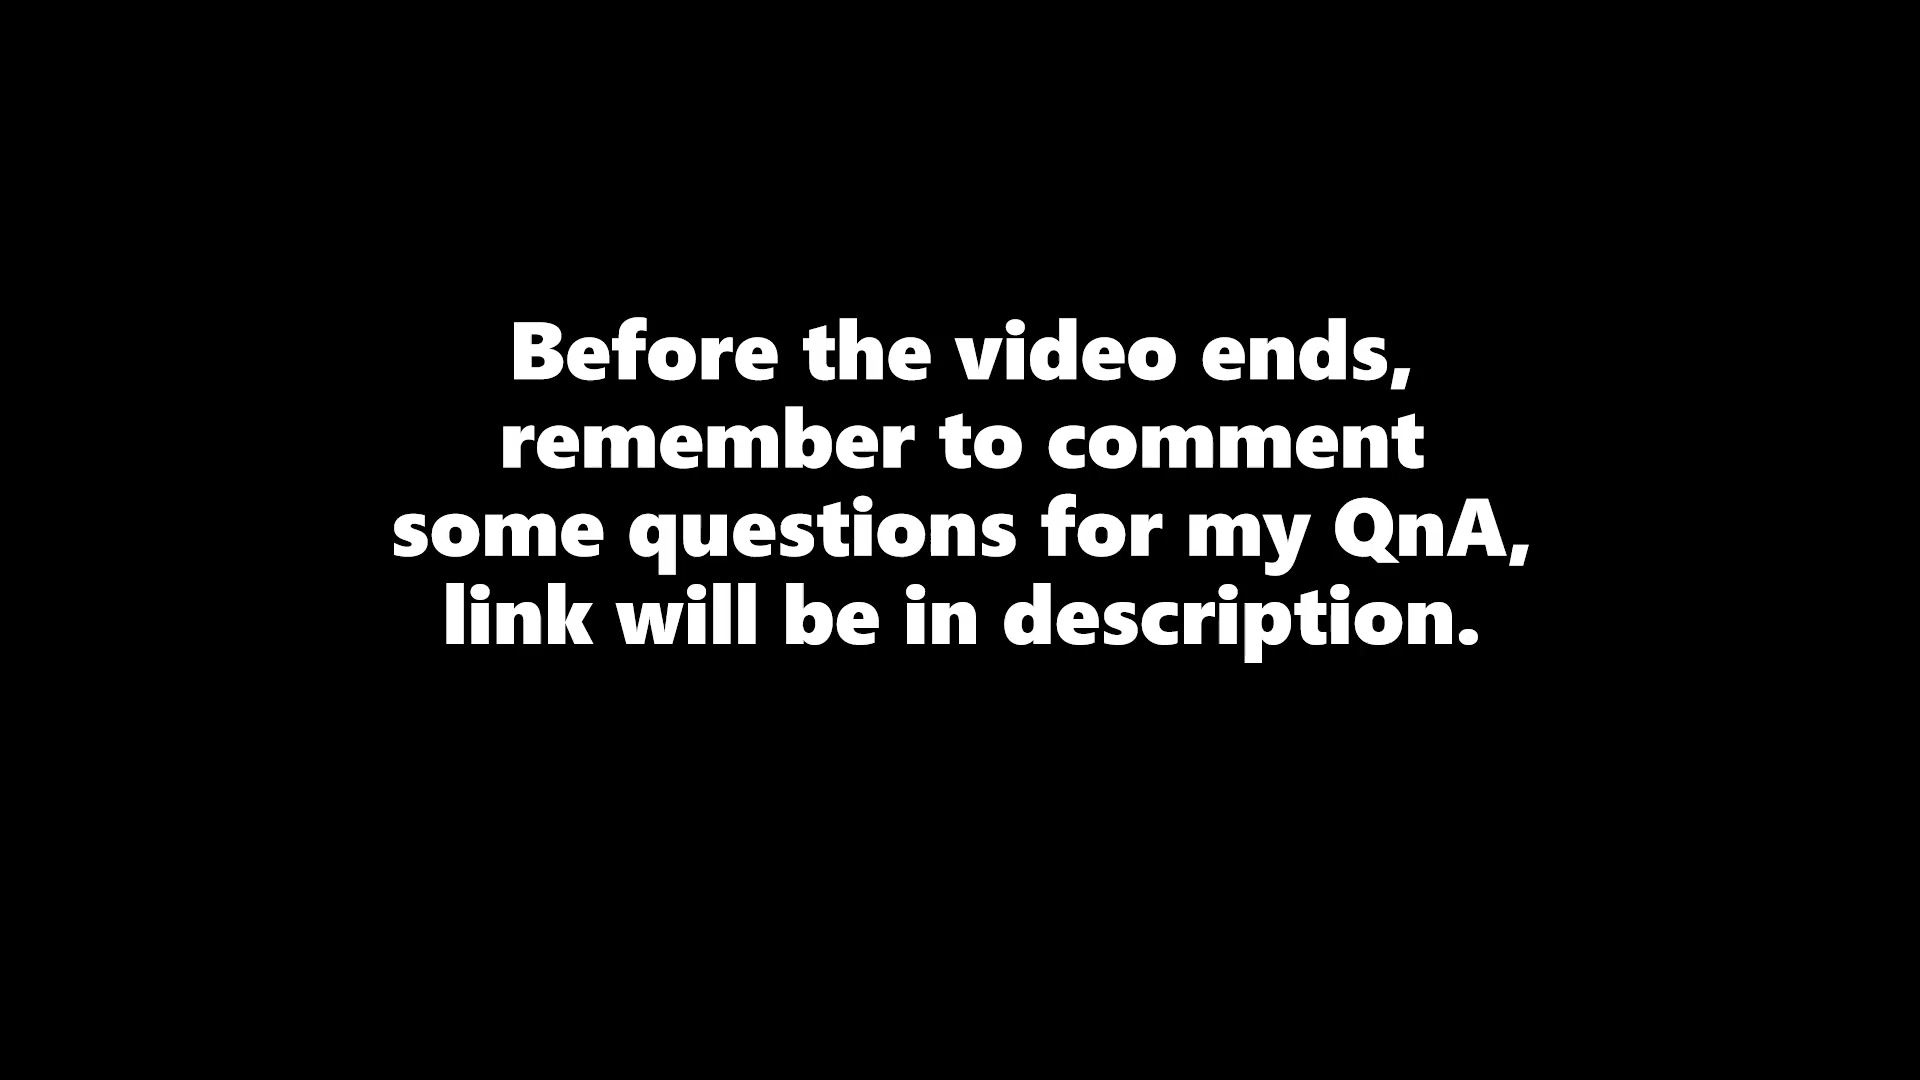 Before the video ends,
remember to comment
some questions for my QnA,
link will be in description.